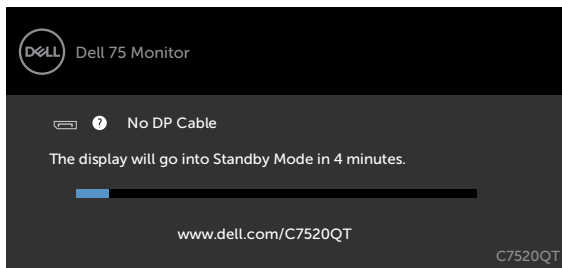 DELL
Dell 75 Monitor
? No DP Cable
The display will go into Standby Mode in 4 minutes.
www.dell.com/C7520QT
C7520QT